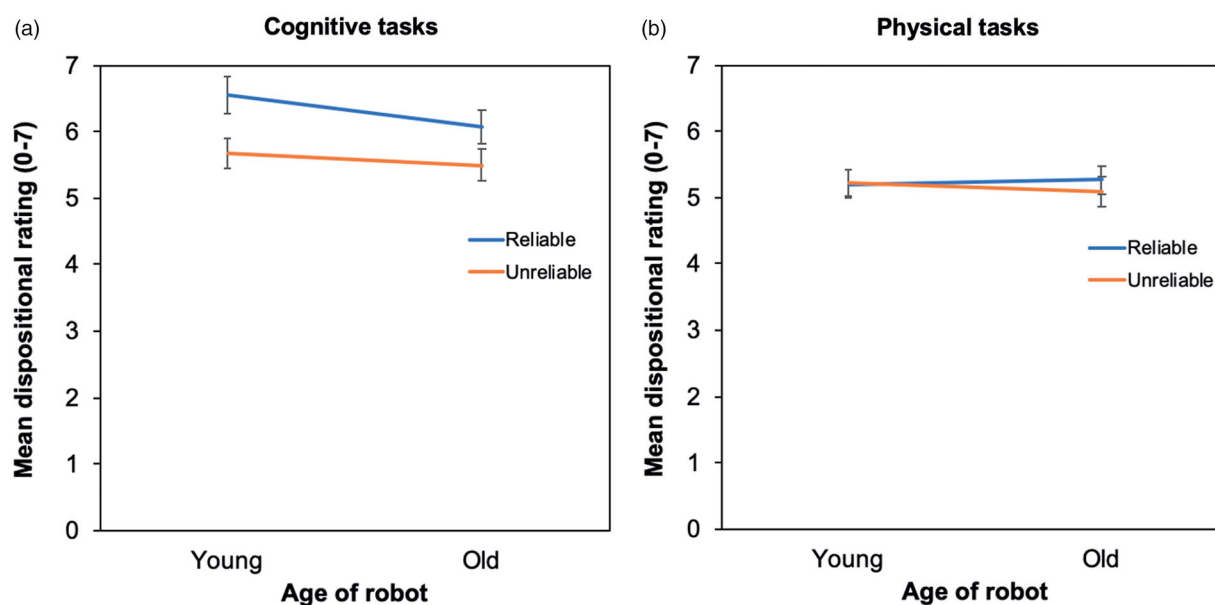 (a)
Cognitive tasks
Mean dispositional rating (0-7)
7
6
5
4
3
2
1
0
Reliable
Unreliable
Young
Old
Age of robot
(b)
Physical tasks
Mean dispositional rating (0-7)
7
6
5
4
3
2
1
0
Reliable
Unreliable
Young
Old
Age of robot